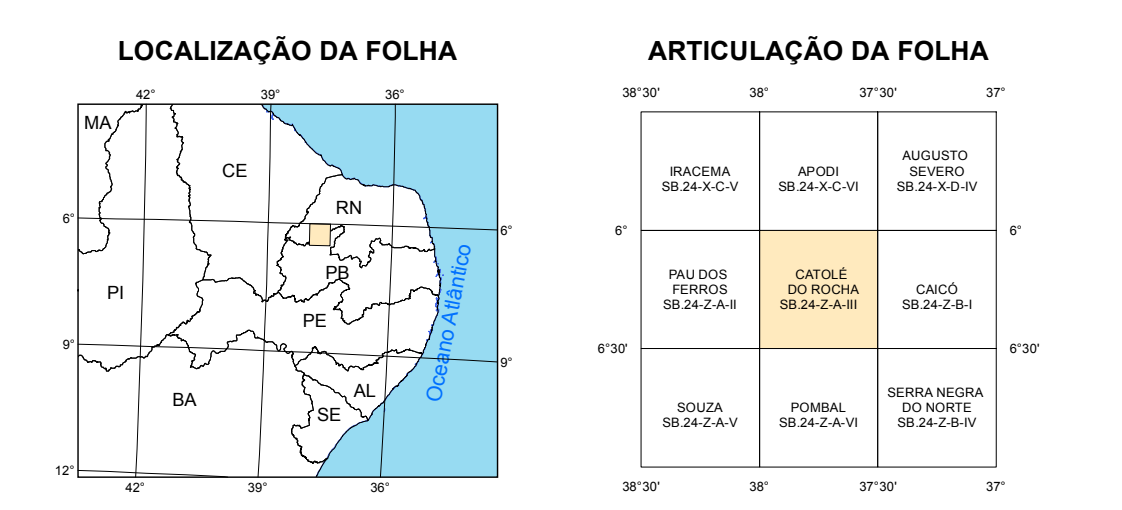 LOCALIZAÇÃO DA FOLHA
42° 39° 36°
MA
CE
RN
6° 6°
PB
PI
PE
9° 9°
BA
AL
SE
Oceano Atlântico
12°
42° 39° 36°
ARTICULAÇÃO DA FOLHA
38°30' 38° 37°30' 37°
IRACEMA
SB.24-X-C-V
APODI
SB.24-X-C-VI
AUGUSTO
SEVERO
SB.24-X-D-IV
6° 6°
PAU DOS
FERROS
SB.24-Z-A-II
CATOLÉ
DO ROCHA
SB.24-Z-A-III
CAICÓ
SB.24-Z-B-I
6°30' 6°30'
SOUZA
SB.24-Z-A-V
POMBAL
SB.24-Z-A-VI
SERRA NEGRA
DO NORTE
SB.24-Z-B-IV
38°30' 38° 37°30' 37°